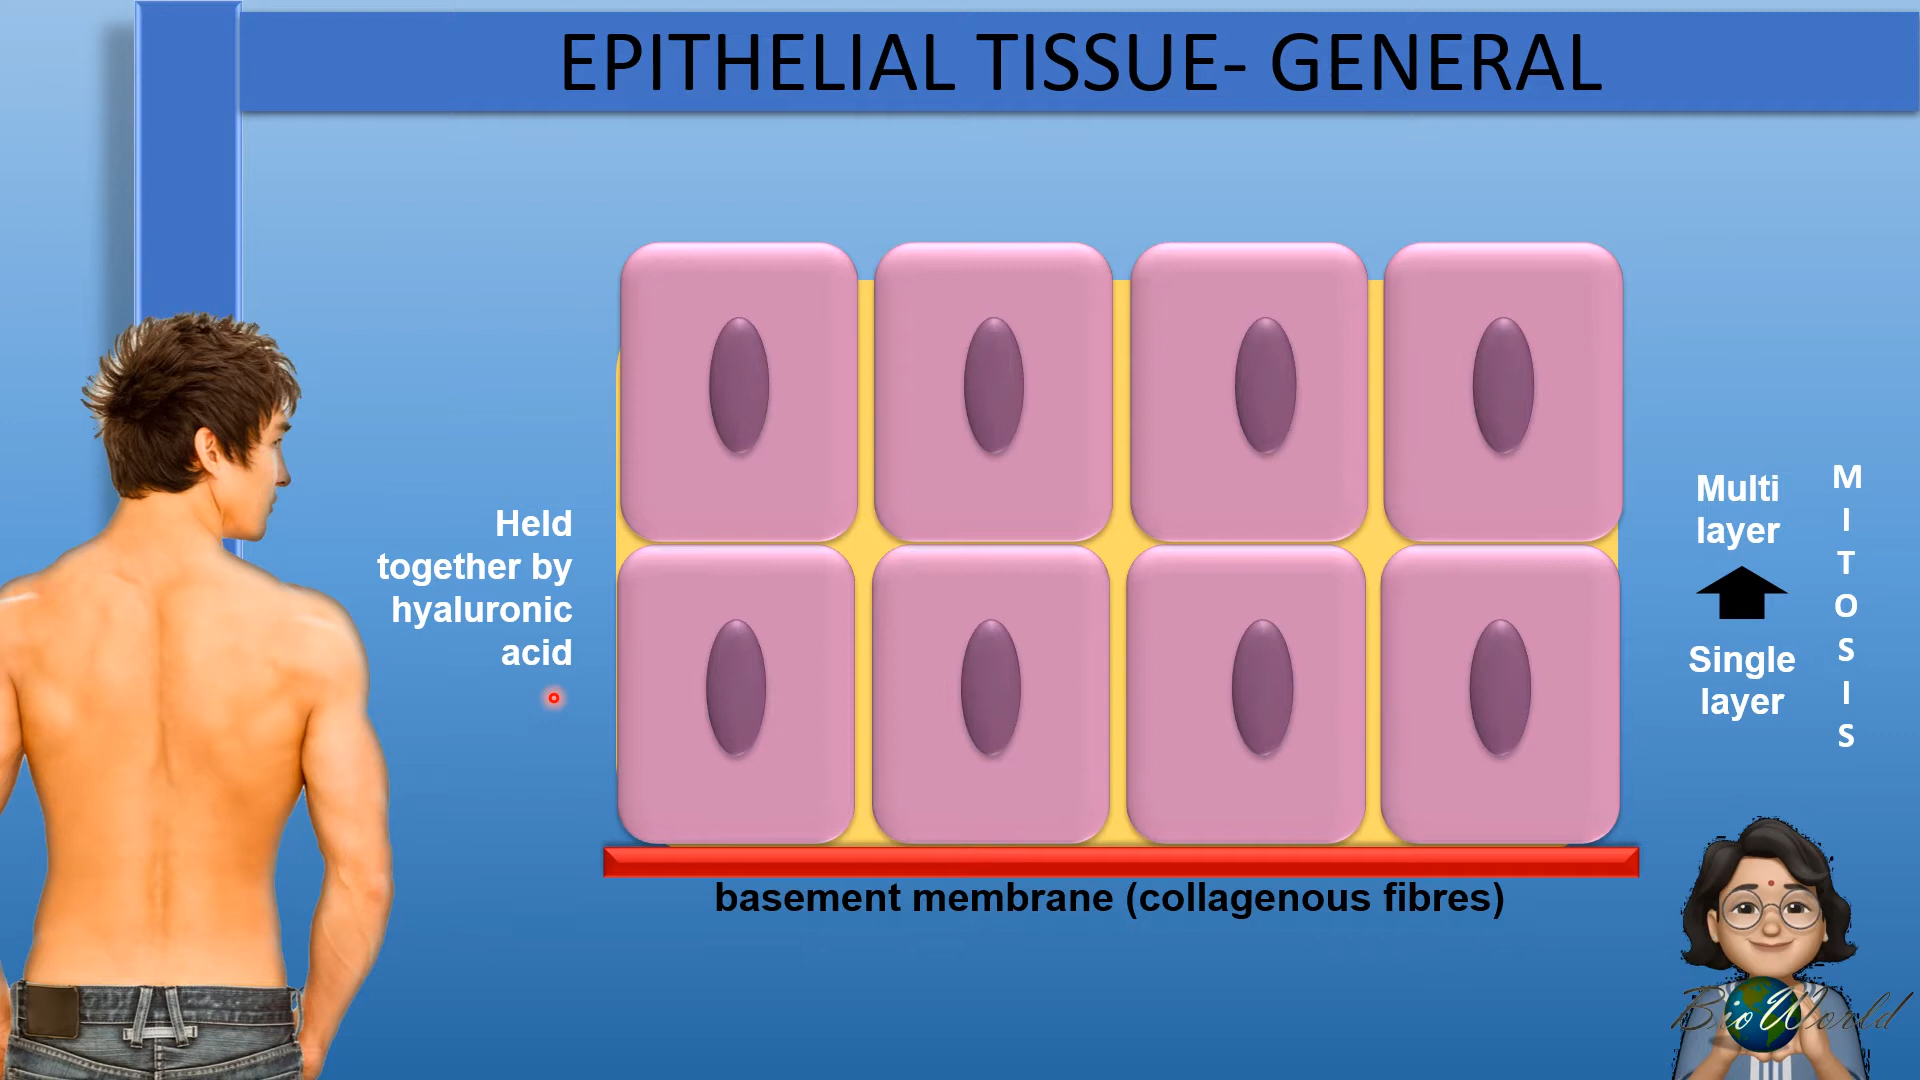 EPITHELIAL TISSUE- GENERAL
Held
together by
hyaluronic
acid
Multi
layer
Single
layer
M
I
T
O
S
I
S
basement membrane (collagenous fibres)
BioWorld